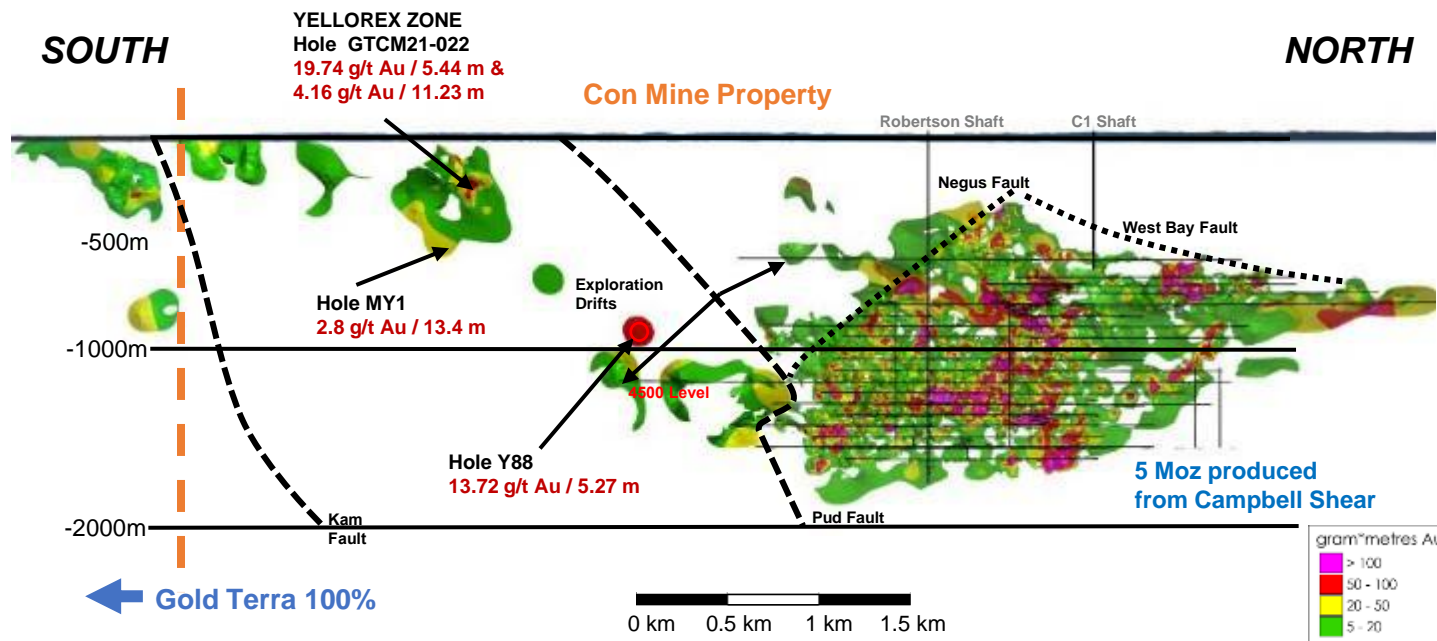 YELLOREX ZONE
Hole GTCM21-022
19.74 g/t Au / 5.44 m &
4.16 g/t Au / 11.23 m
SOUTH
NORTH
Con Mine Property
Robertson Shaft
C1 Shaft
Negus Fault
West Bay Fault
-500m
Exploration
Drifts
Hole MY1
2.8 g/t Au / 13.4 m
-1000m
4500 Level
Hole Y88
13.72 g/t Au / 5.27 m
5 Moz produced
from Campbell Shear
-2000m
Kam
Fault
Pud Fault
gram*metres Au
> 100
50 - 100
20 - 50
5 - 20
Gold Terra 100%
0 km
0.5 km
1 km
1.5 km